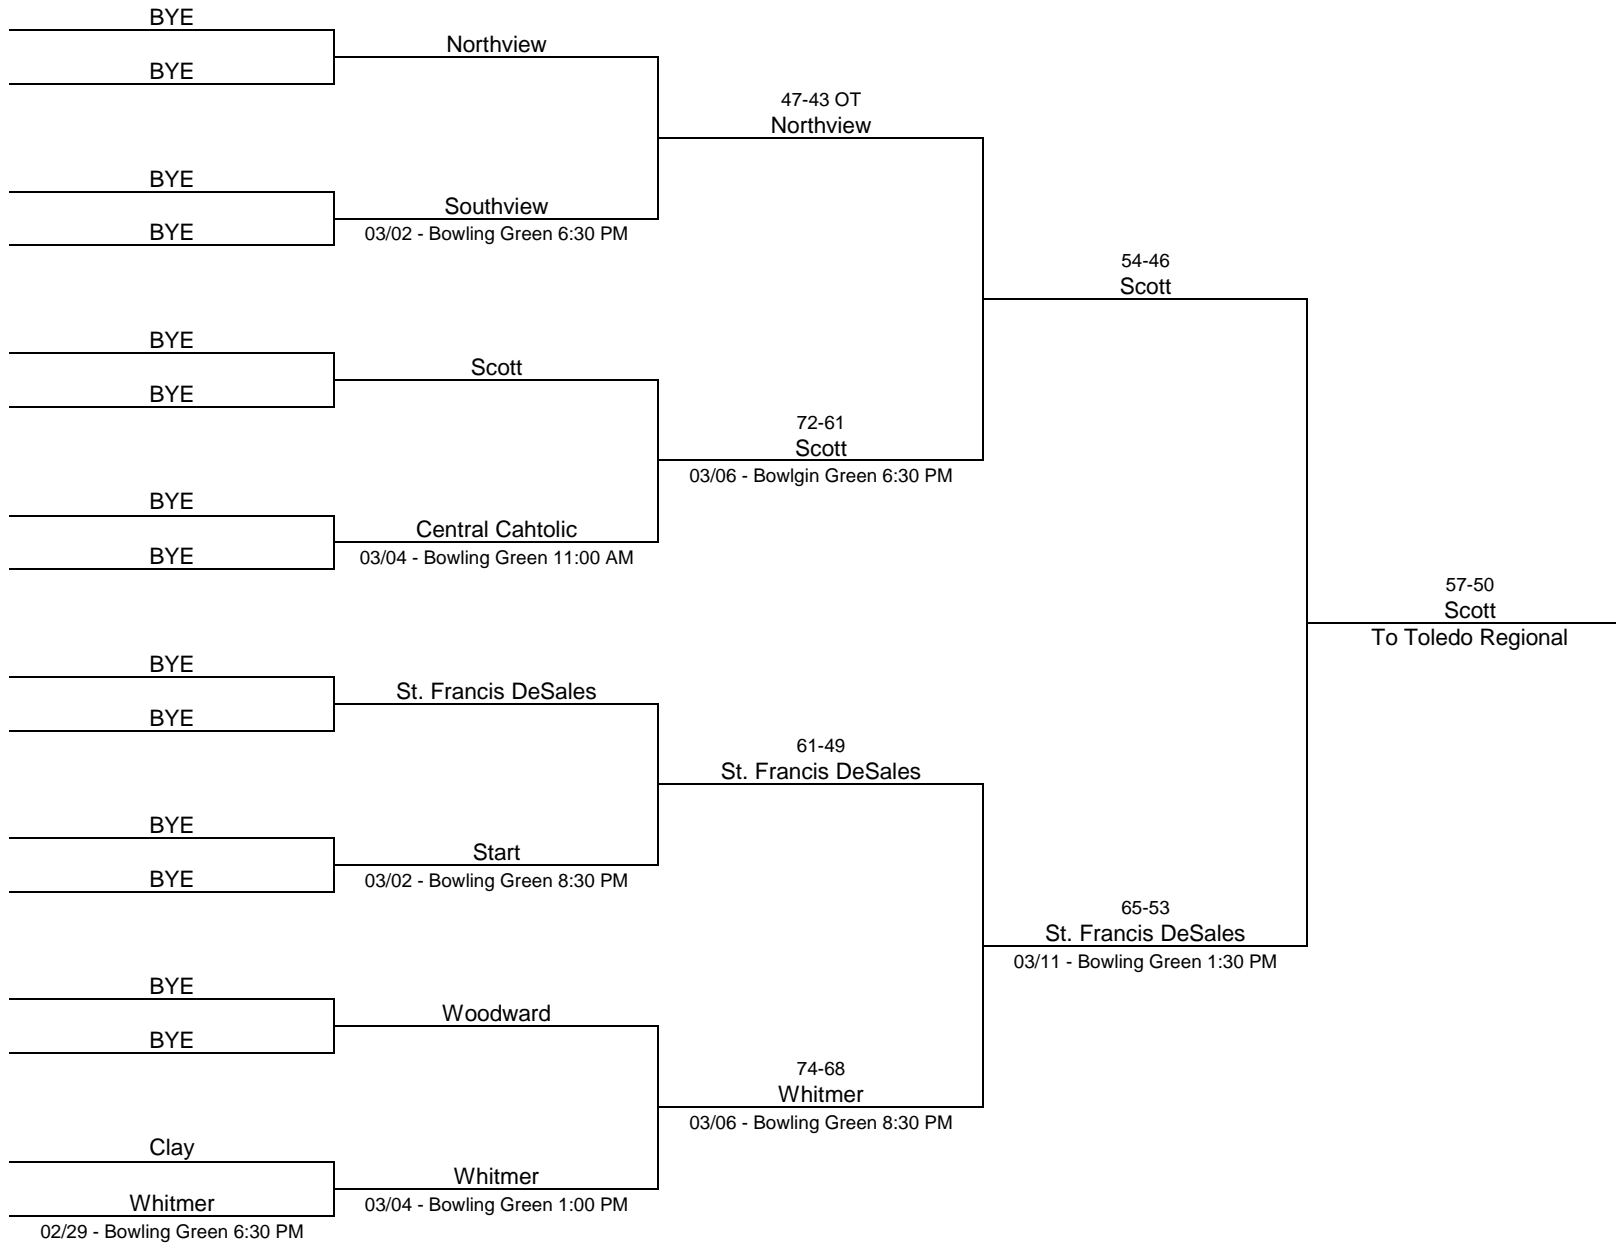 BYE
BYE
BYE
BYE
BYE
BYE
BYE
BYE
BYE
BYE
BYE
BYE
BYE
BYE
Clay
Whitmer
02/29 - Bowling Green 6:30 PM
Northview
Southview
03/02 - Bowling Green 6:30 PM
Scott
Central Cahtolic
03/04 - Bowling Green 11:00 AM
St. Francis DeSales
Start
03/02 - Bowling Green 8:30 PM
Woodward
Whitmer
03/04 - Bowling Green 1:00 PM
47-43 OT
Northview
72-61
Scott
03/06 - Bowlgin Green 6:30 PM
61-49
St. Francis DeSales
74-68
Whitmer
03/06 - Bowling Green 8:30 PM
54-46
Scott
65-53
St. Francis DeSales
03/11 - Bowling Green 1:30 PM
57-50
Scott
To Toledo Regional